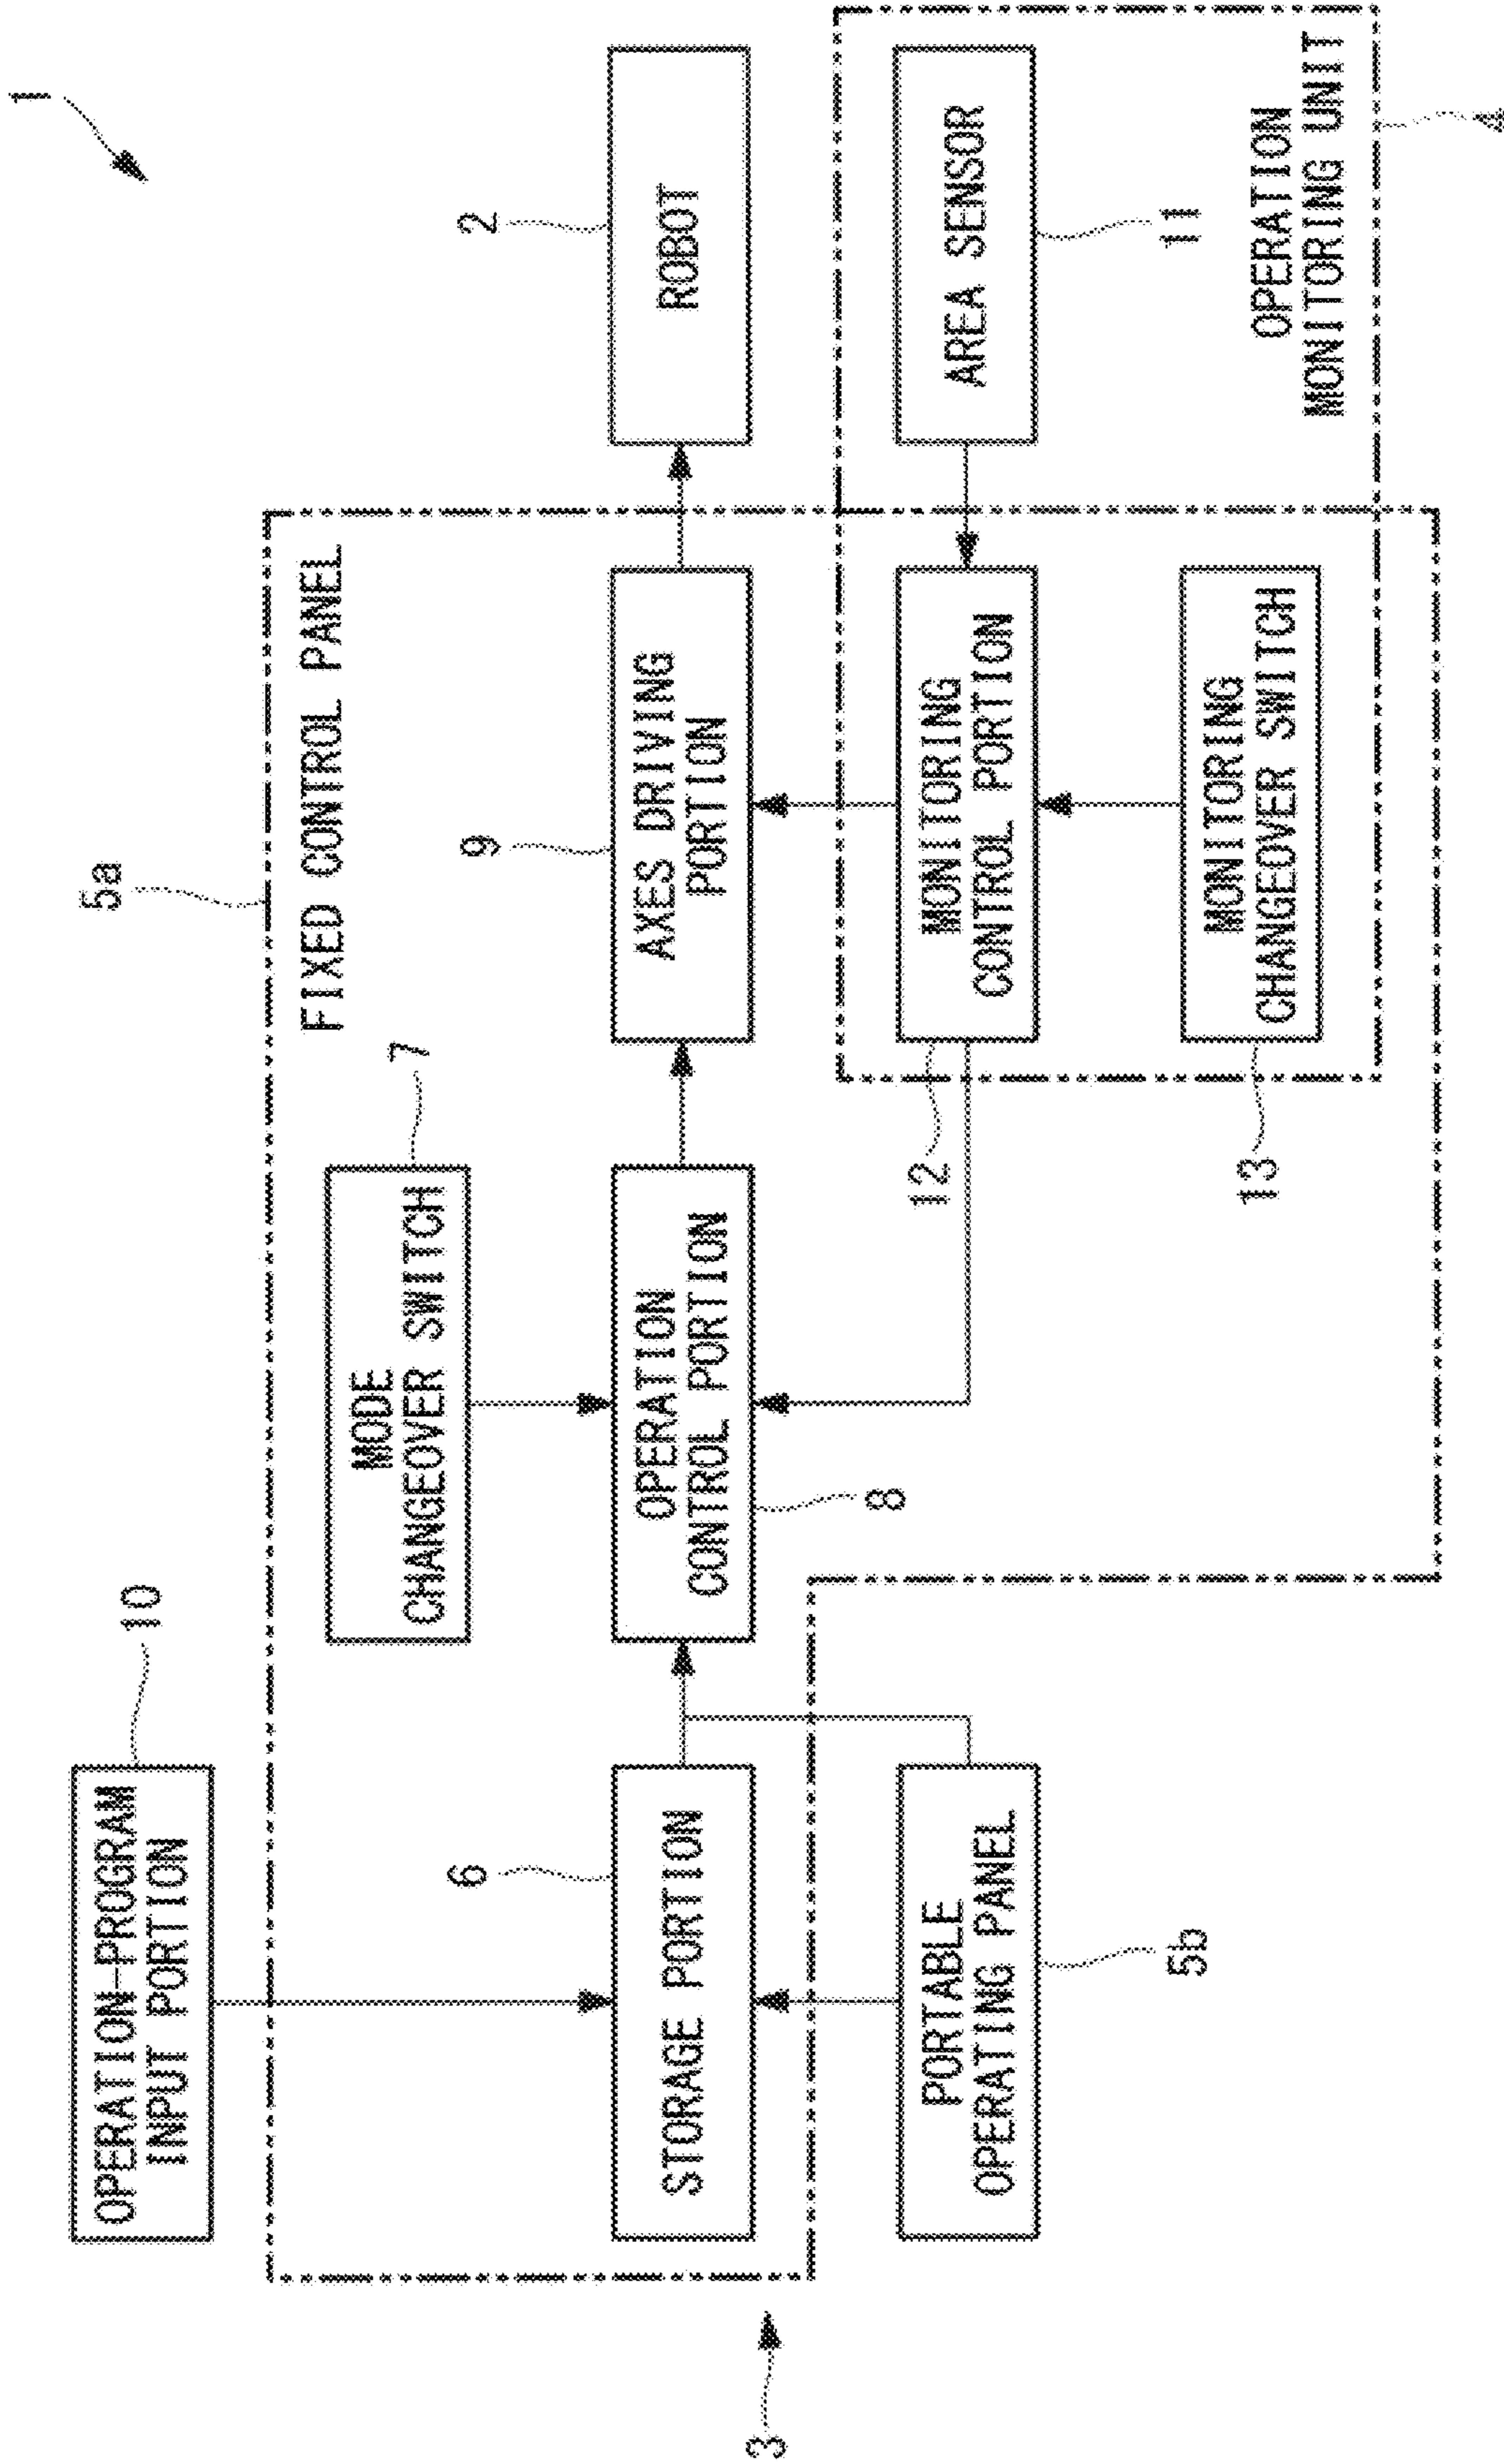 1
10
OPERATION-PROGRAM
INPUT PORTION
5a
FIXED CONTROL PANEL
7
MODE
CHANGEOVER SWITCH
6
STORAGE PORTION
OPERATION
CONTROL PORTION
8
9
AXES DRIVING
PORTION
2
ROBOT
3
PORTABLE
OPERATING PANEL
5b
12
MONITORING
CONTROL PORTION
AREA SENSOR
11
13
MONITORING
CHANGEOVER SWITCH
OPERATION
MONITORING UNIT
4